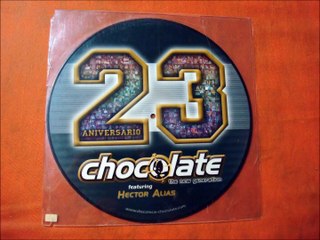 23
ANIVERSARIO
chocolate
the new generation
featuring
HECTOR ALIAS